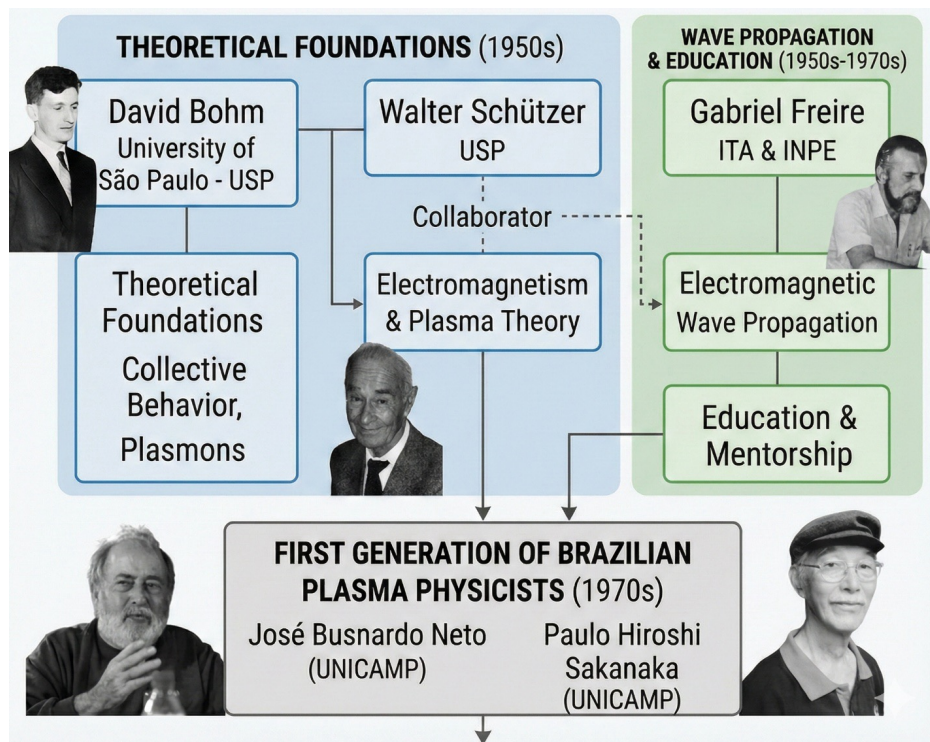 THEORETICAL FOUNDATIONS (1950s)
David Bohm
University of
São Paulo - USP
Walter Schützer
USP
Collaborator
Theoretical
Foundations
Collective
Behavior,
Plasmons
Electromagnetism
& Plasma Theory
WAVE PROPAGATION
& EDUCATION (1950s-1970s)
Gabriel Freire
ITA & INPE
Electromagnetic
Wave Propagation
Education &
Mentorship
FIRST GENERATION OF BRAZILIAN
PLASMA PHYSICISTS (1970s)
José Busnardo Neto
(UNICAMP)
Paulo Hiroshi
Sakanaka
(UNICAMP)